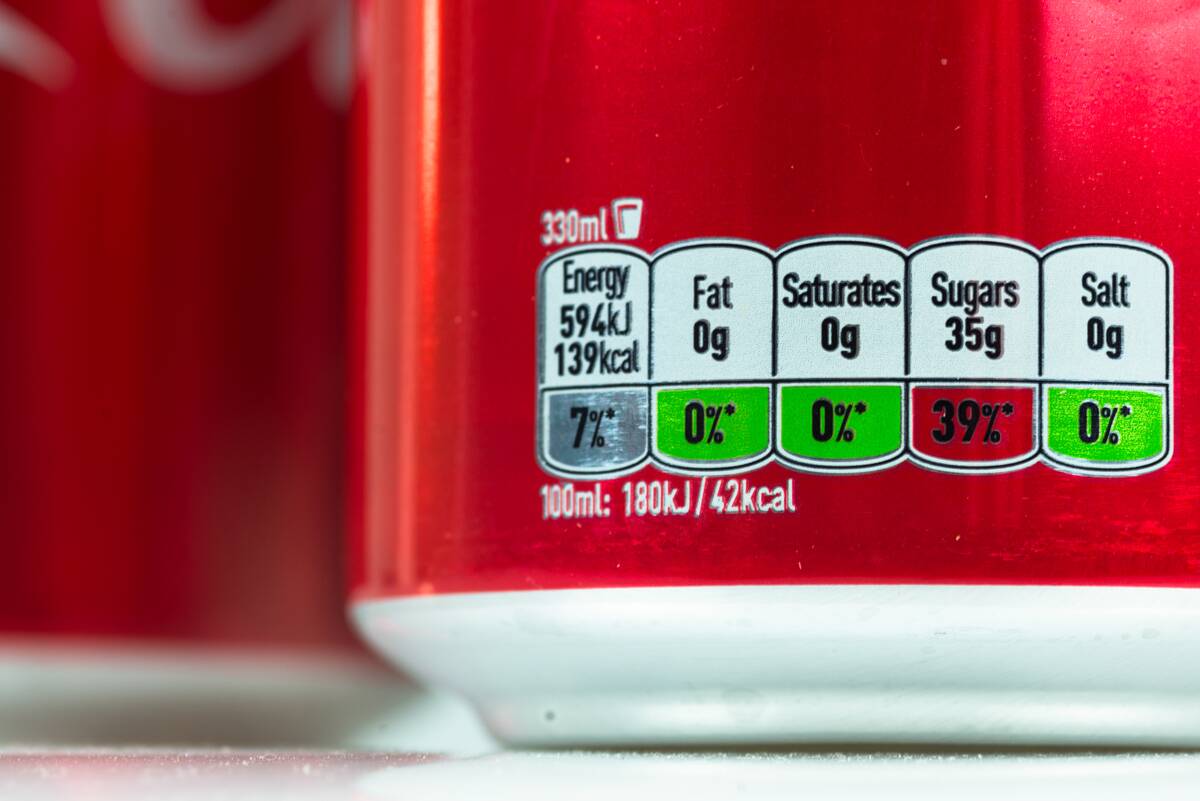 330ml
Energy
594kJ
139kcal
7%*
Fat
0g
0%*
Saturates
0g
0%*
Sugars
35g
39%*
Salt
0g
0%*
100ml: 180kJ/42kcal